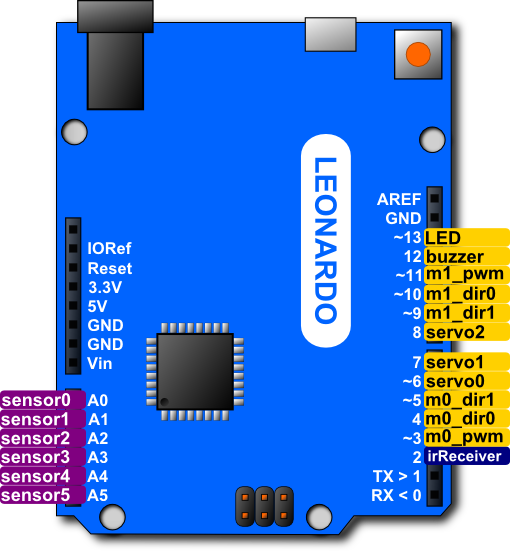 LEONARDO
AREF
GND
~13 LED
12 buzzer
~11 m1_pwm
~10 m1_dir0
~9 m1_dir1
8 servo2
7 servo1
~6 servo0
~5 m0_dir1
4 m0_dir0
~3 m0_pwm
2 irReceiver
TX > 1
RX < 0
IORef
Reset
3.3V
5V
GND
GND
Vin
sensor0 A0
sensor1 A1
sensor2 A2
sensor3 A3
sensor4 A4
sensor5 A5